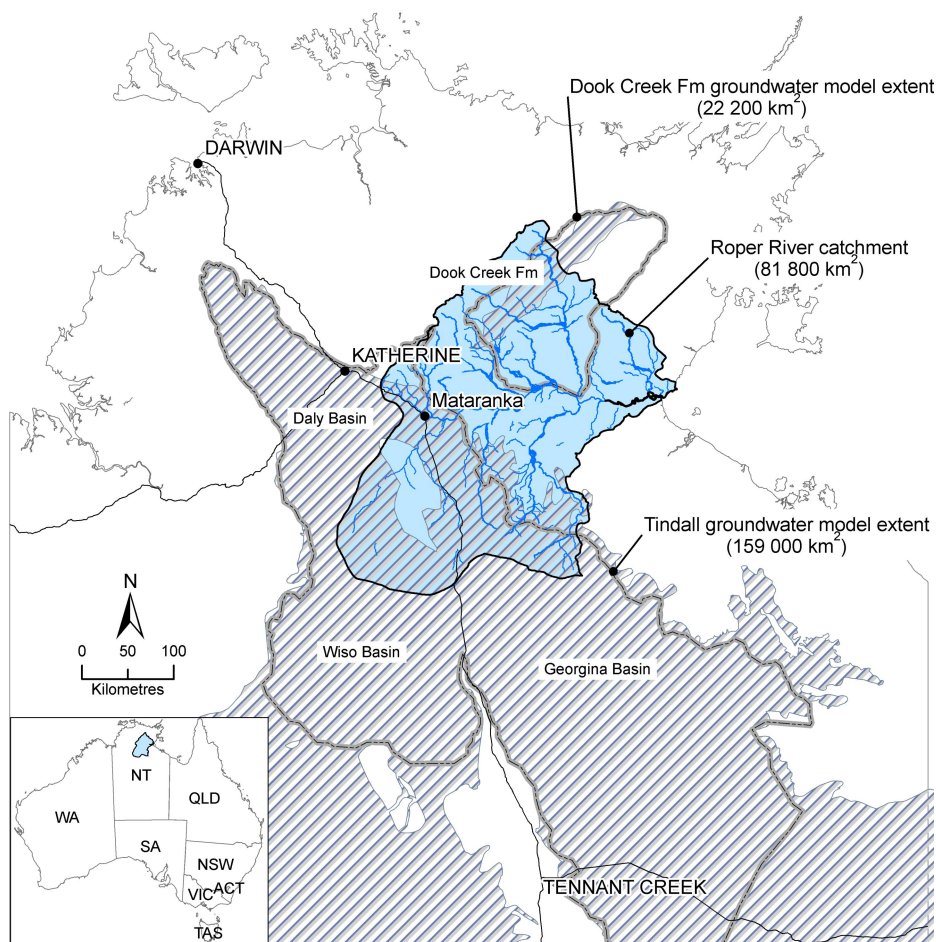 Dook Creek Fm groundwater model extent
(22 200 km²)
DARWIN
Roper River catchment
(81 800 km²)
Dook Creek Fm
KATHERINE
Mataranka
Daly Basin
Tindall groundwater model extent
(159 000 km²)
N
0 50 100
Kilometres
Wiso Basin
Georgina Basin
NT
WA
QLD
SA
NSW
VIC
ACT
TAS
TENNANT CREEK